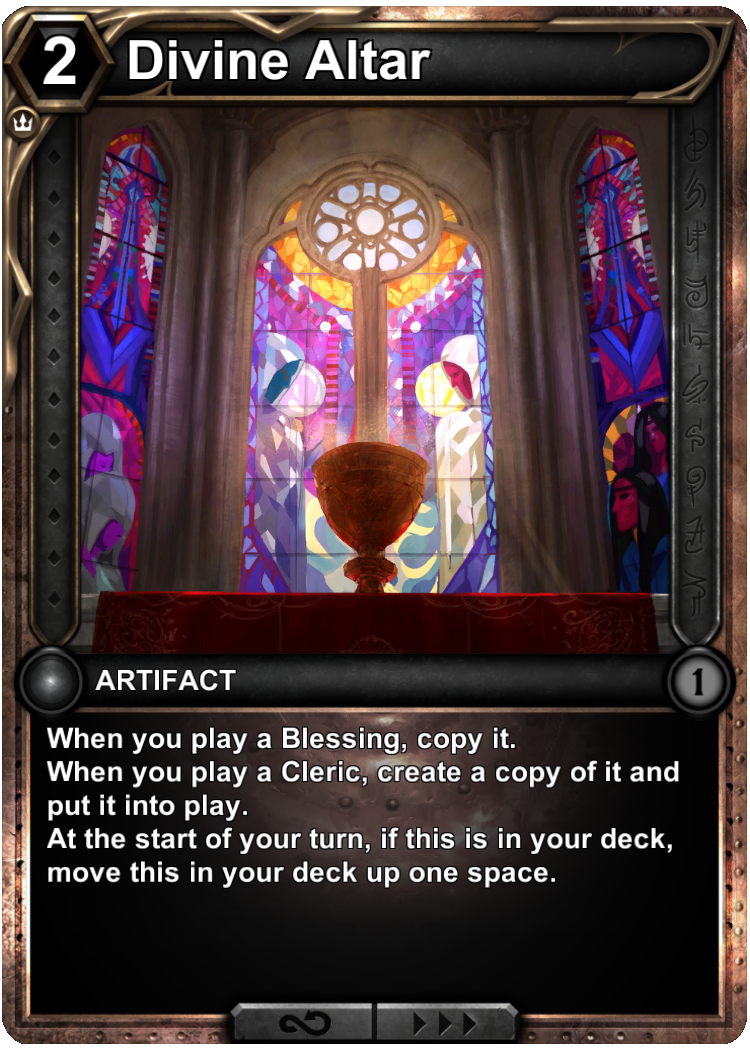 2
Divine Altar
ARTIFACT
1
When you play a Blessing, copy it.
When you play a Cleric, create a copy of it and
put it into play.
At the start of your turn, if this is in your deck,
move this in your deck up one space.